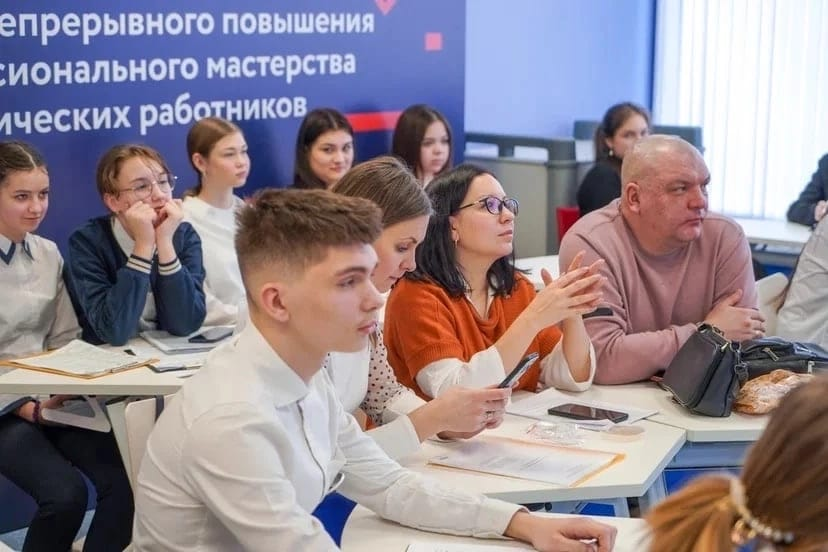 епрерывного повышения
сионального мастерства
ических работников